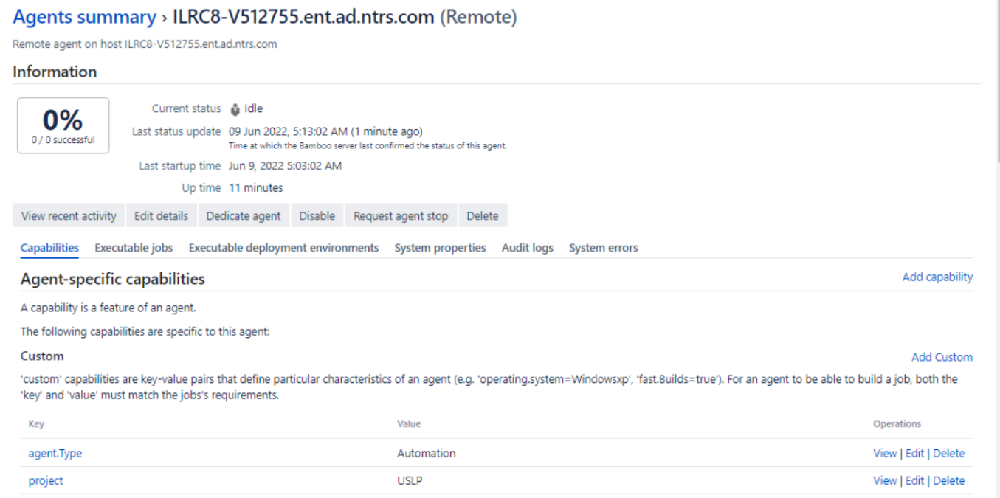 Agents summary › ILRC8-V512755.ent.ad.ntrs.com (Remote)
Remote agent on host ILRC8-V512755.ent.ad.ntrs.com
Information
0%
0 / 0 successful
Current status Idle
Last status update 09 Jun 2022, 5:13:02 AM (1 minute ago)
Time at which the Bamboo server last confirmed the status of this agent.
Last startup time Jun 9, 2022 5:03:02 AM
Up time 11 minutes
View recent activity Edit details Dedicate agent Disable Request agent stop Delete
Capabilities Executable jobs Executable deployment environments System properties Audit logs System errors
Agent-specific capabilities Add capability
A capability is a feature of an agent.
The following capabilities are specific to this agent:
Custom Add Custom
'custom' capabilities are key-value pairs that define particular characteristics of an agent (e.g. 'operating.system=Windowsxp', 'fast.Builds=true'). For an agent to be able to build a job, both the
'key' and 'value' must match the jobs's requirements.
Key Value Operations
agent.Type Automation View | Edit | Delete
project USLP View | Edit | Delete